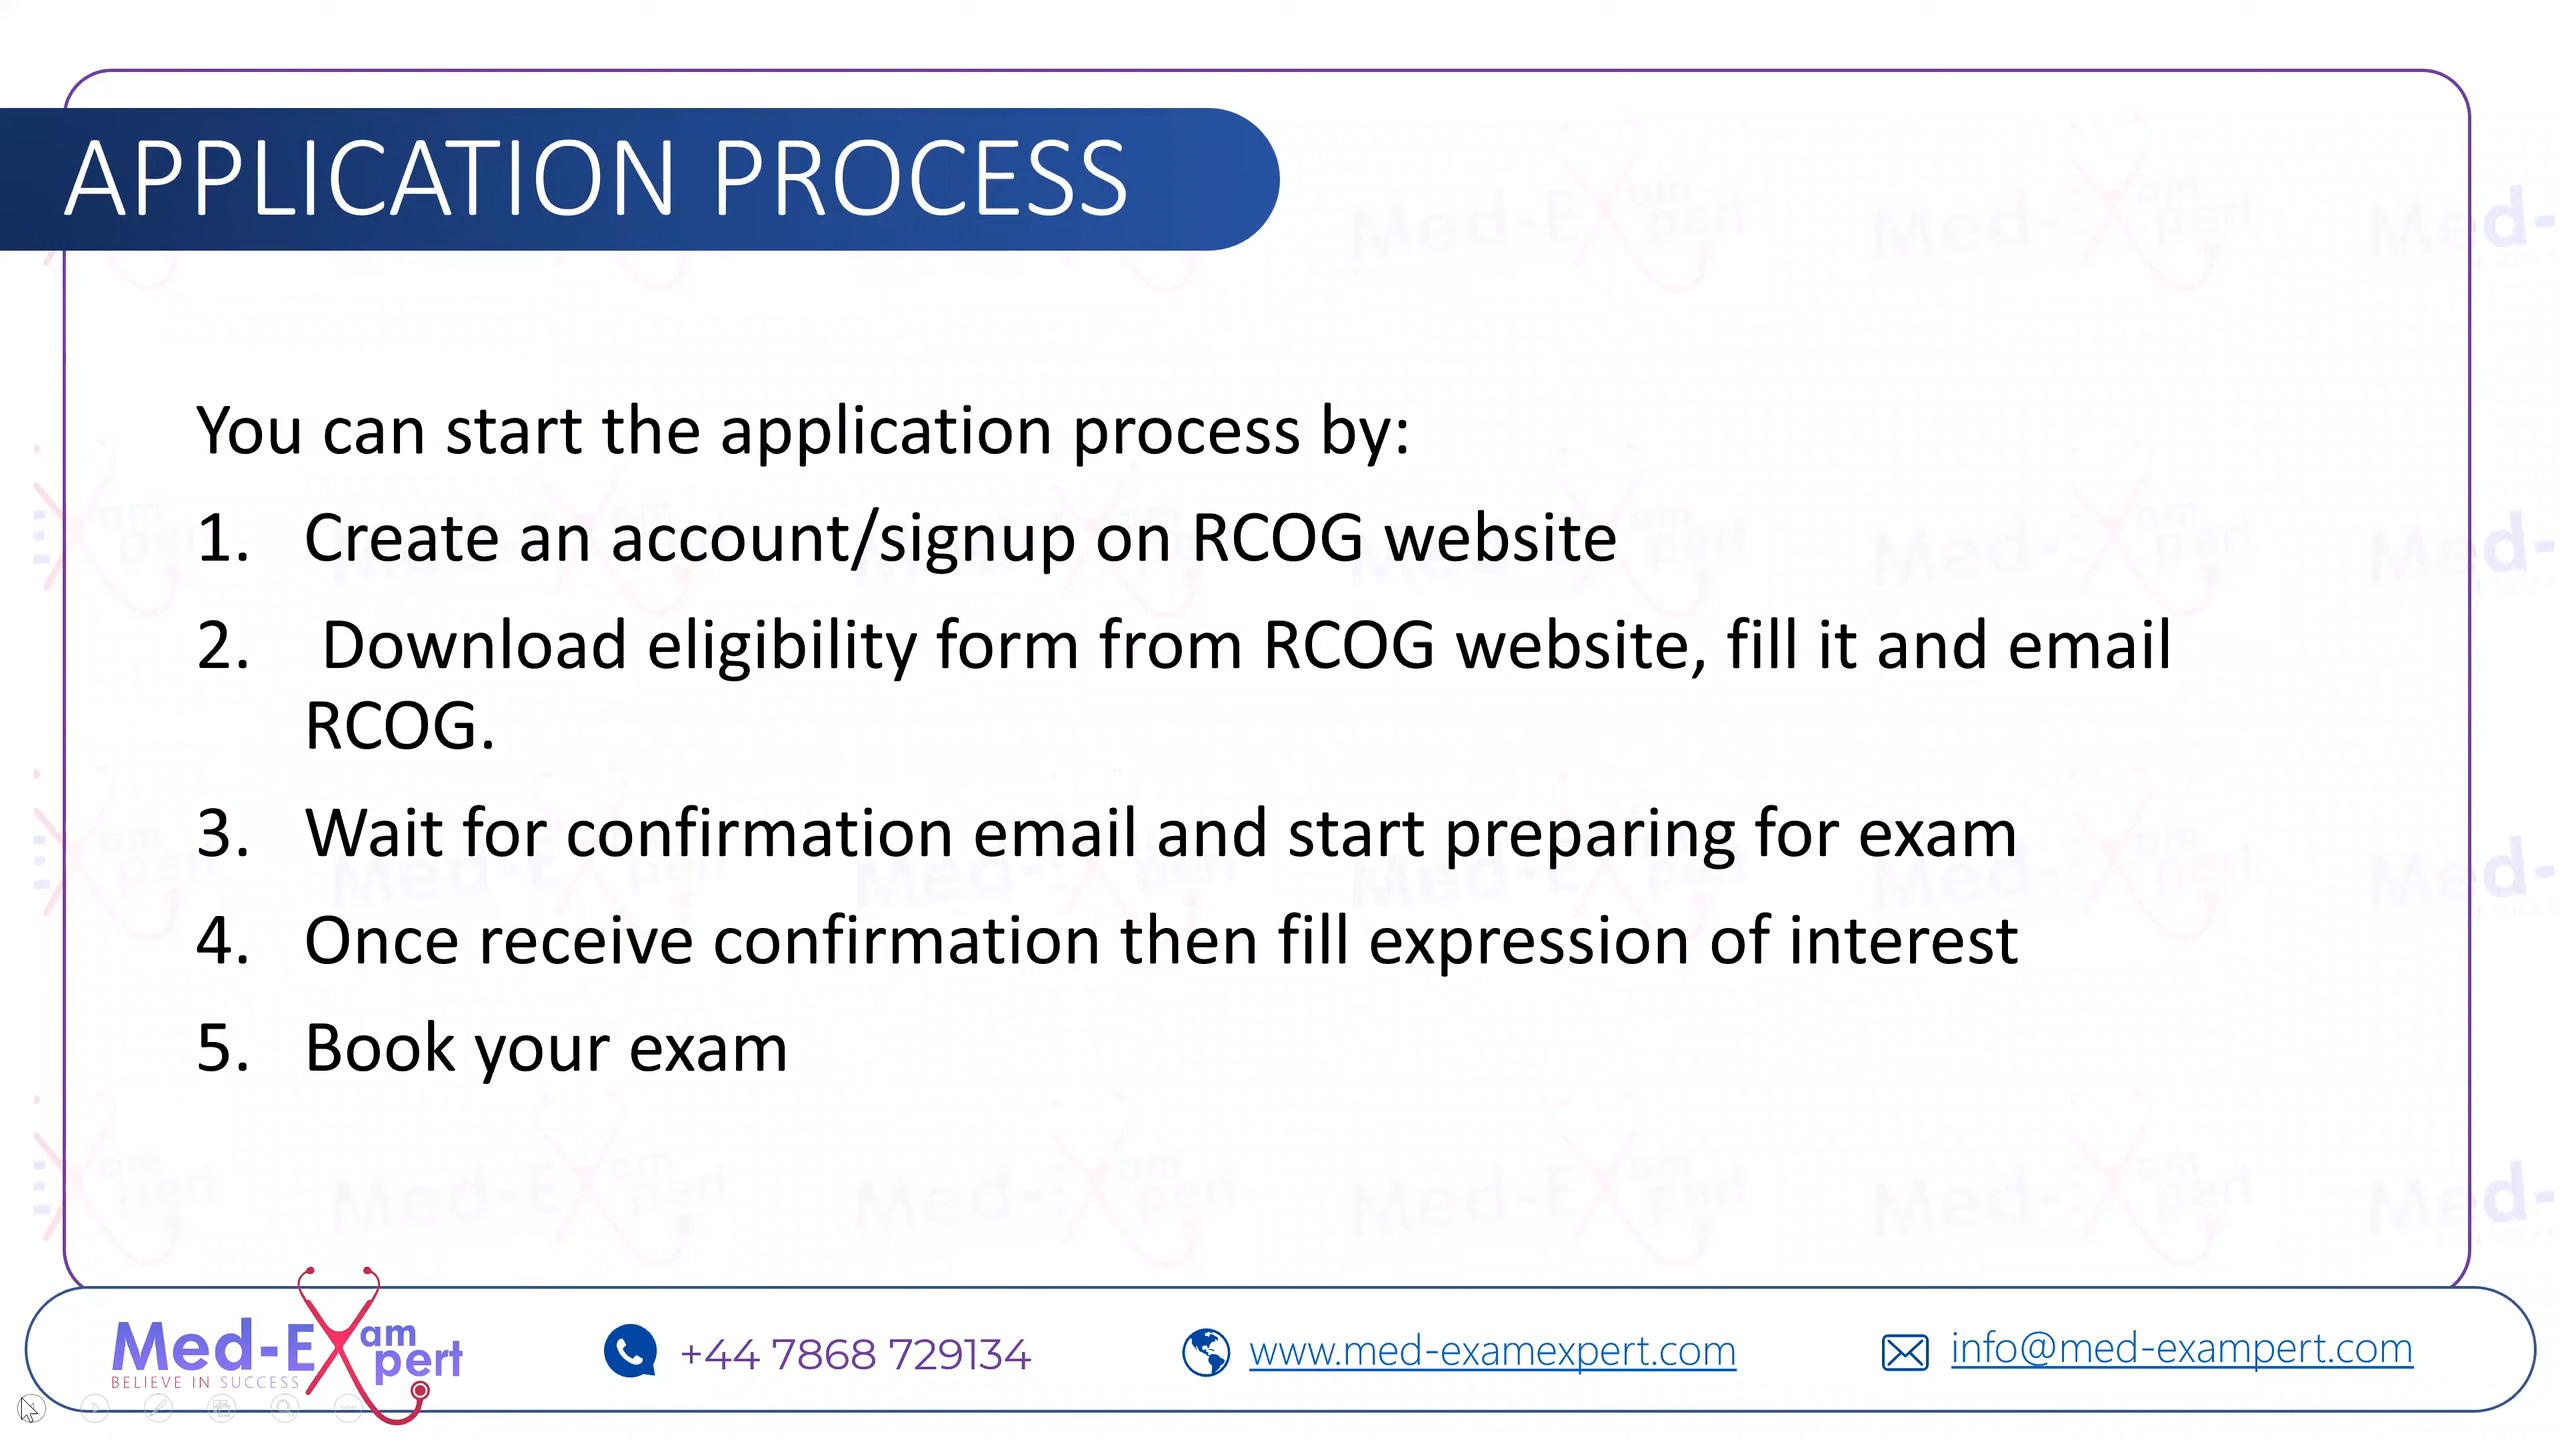 APPLICATION PROCESS
You can start the application process by:
1. Create an account/signup on RCOG website
2. Download eligibility form from RCOG website, fill it and email
RCOG.
3. Wait for confirmation email and start preparing for exam
4. Once receive confirmation then fill expression of interest
5. Book your exam
Med-Exam
pert
BELIEVE IN SUCCESS
+44 7868 729134
www.med-examexpert.com
info@med-exampert.com